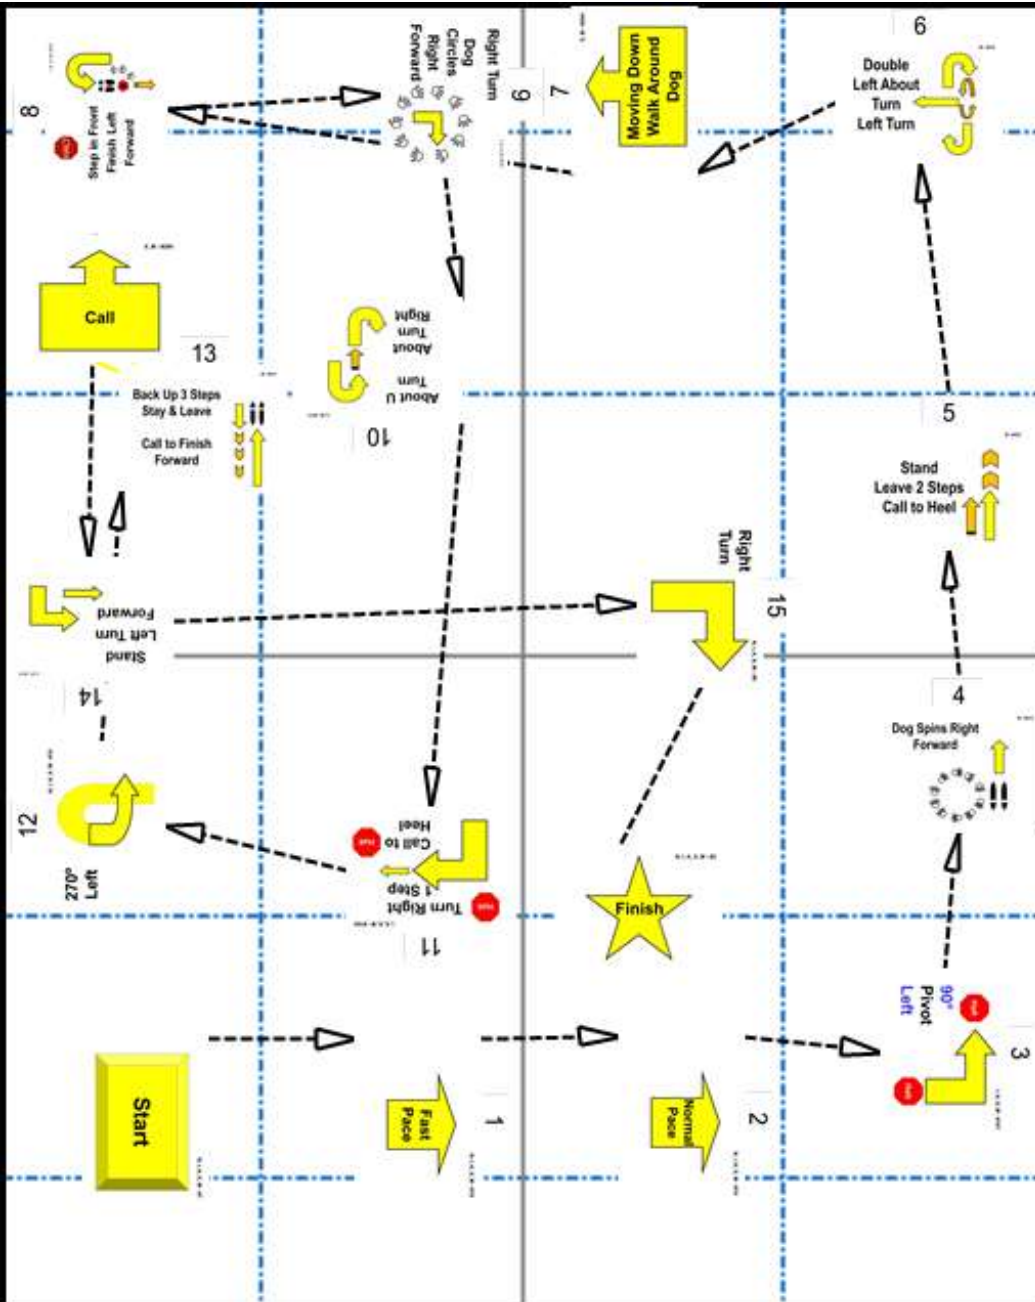 6
Double
Left About
Turn
Left Turn
7
Dog
Moving Down
Walk Around
9
Right Turn
Dog
Circles
Right
Forward
8
Step in Front
Finish Left
Forward
Call
13
Back Up 3 Steps
Stay & Leave
Call to Finish
Forward
10
About U
Turn
About
Turn
Right
5
Stand
Leave 2 Steps
Call to Heel
Right
Turn
15
Stand
Left Turn
Forward
14
4
Dog Spins Right
Forward
12
270º
Left
Halt
Turn Right
1 Step
Call to
Heel
Halt
11
Finish
90º
Pivot
Left
Halt
Halt
3
Start
Fast
Pace
1
Normal
Pace
2